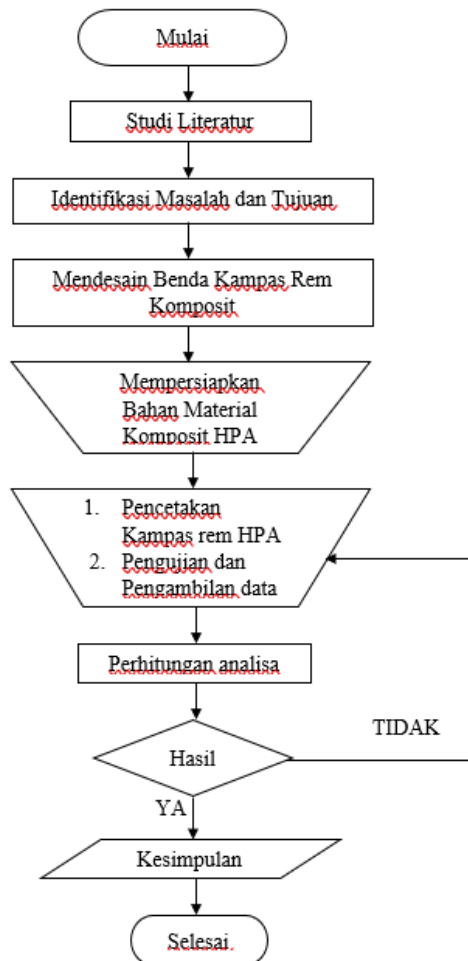 Mulai
Studi Literatur
Identifikasi Masalah dan Tujuan
Mendesain Benda Kampas Rem
Komposit
Mempersiapkan
Bahan Material
Komposit HPA
1. Pencetakan
Kampas rem HPA
2. Pengujian dan
Pengambilan data
Perhitungan analisa
Hasil
TIDAK
YA
Kesimpulan
Selesai.